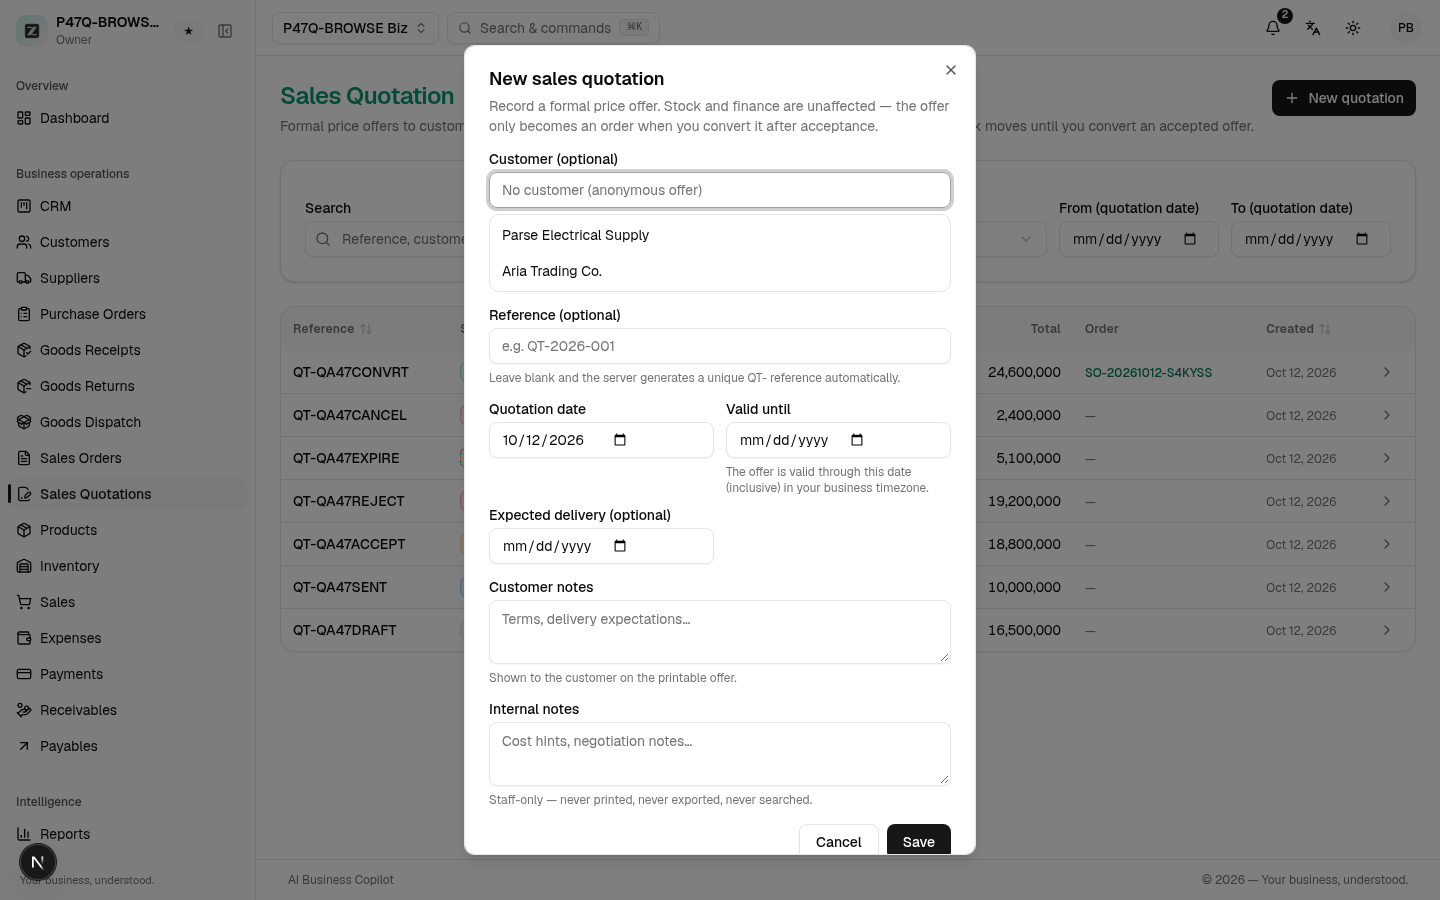 P47Q-BROWS...
Owner
P47Q-BROWSE Biz
Search & commands
⌘K
2
PB
Overview
Dashboard
Business operations
CRM
Customers
Suppliers
Purchase Orders
Goods Receipts
Goods Returns
Goods Dispatch
Sales Orders
Sales Quotations
Products
Inventory
Sales
Expenses
Payments
Receivables
Payables
Intelligence
Reports
N
Your business, understood.
Sales Quotation
Formal price offers to custom
moves until you convert an accepted offer.
New quotation
Search
Reference, custome
From (quotation date)
mm/dd/yyyy
To (quotation date)
mm/dd/yyyy
Reference
Total
Order
Created
QT-QA47CONVRT
24,600,000
SO-20261012-S4KYSS
Oct 12, 2026
QT-QA47CANCEL
2,400,000
—
Oct 12, 2026
QT-QA47EXPIRE
5,100,000
—
Oct 12, 2026
QT-QA47REJECT
19,200,000
—
Oct 12, 2026
QT-QA47ACCEPT
18,800,000
—
Oct 12, 2026
QT-QA47SENT
10,000,000
—
Oct 12, 2026
QT-QA47DRAFT
16,500,000
—
Oct 12, 2026
New sales quotation
Record a formal price offer. Stock and finance are unaffected — the offer
only becomes an order when you convert it after acceptance.
Customer (optional)
No customer (anonymous offer)
Parse Electrical Supply
Aria Trading Co.
Reference (optional)
e.g. QT-2026-001
Leave blank and the server generates a unique QT- reference automatically.
Quotation date
10/12/2026
Valid until
mm/dd/yyyy
The offer is valid through this date
(inclusive) in your business timezone.
Expected delivery (optional)
mm/dd/yyyy
Customer notes
Terms, delivery expectations…
Shown to the customer on the printable offer.
Internal notes
Cost hints, negotiation notes…
Staff-only — never printed, never exported, never searched.
Cancel
Save
AI Business Copilot
© 2026 — Your business, understood.